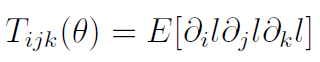 T_{ijk}(θ) = E[∂_i l ∂_j l ∂_k l]